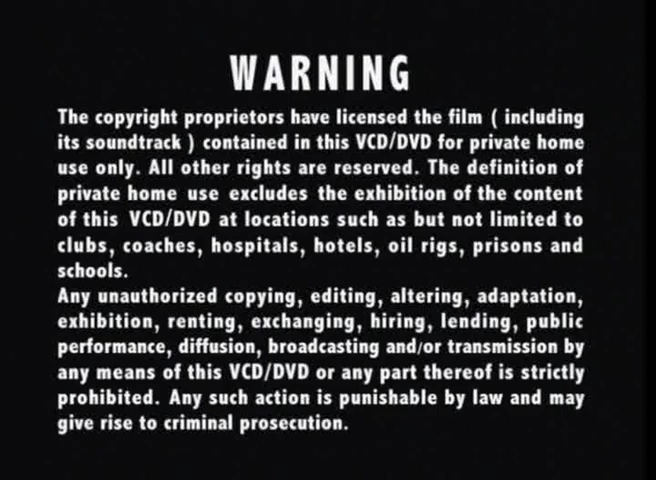 WARNING
The copyright proprietors have licensed the film ( including
its soundtrack ) contained in this VCD/DVD for private home
use only. All other rights are reserved. The definition of
private home use excludes the exhibition of the content
of this VCD/DVD at locations such as but not limited to
clubs, coaches, hospitals, hotels, oil rigs, prisons and
schools.
Any unauthorized copying, editing, altering, adaptation,
exhibition, renting, exchanging, hiring, lending, public
performance, diffusion, broadcasting and/or transmission by
any means of this VCD/DVD or any part thereof is strictly
prohibited. Any such action is punishable by law and may
give rise to criminal prosecution.